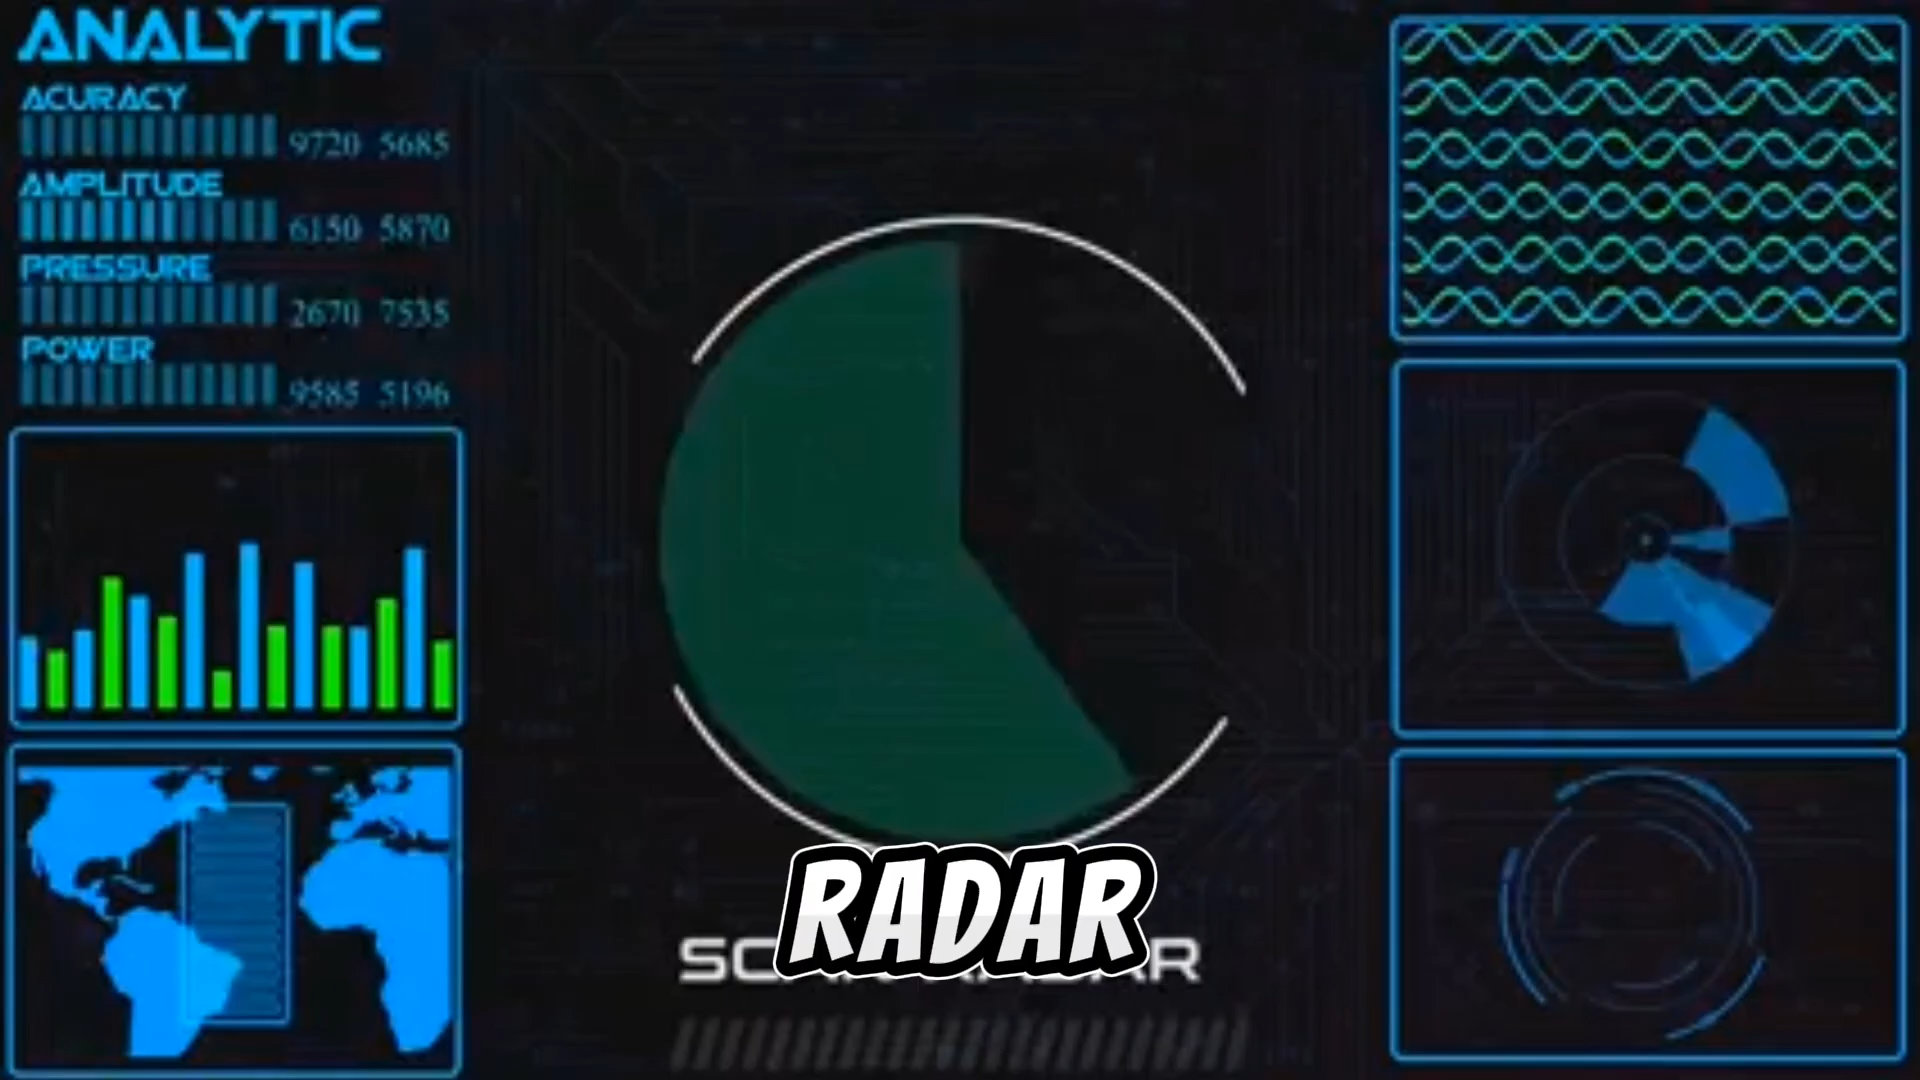 ANALYTIC
ACURACY
9720 5685
AMPLITUDE
6150 5870
PRESSURE
2670 7535
POWER
9585 5196
RADAR